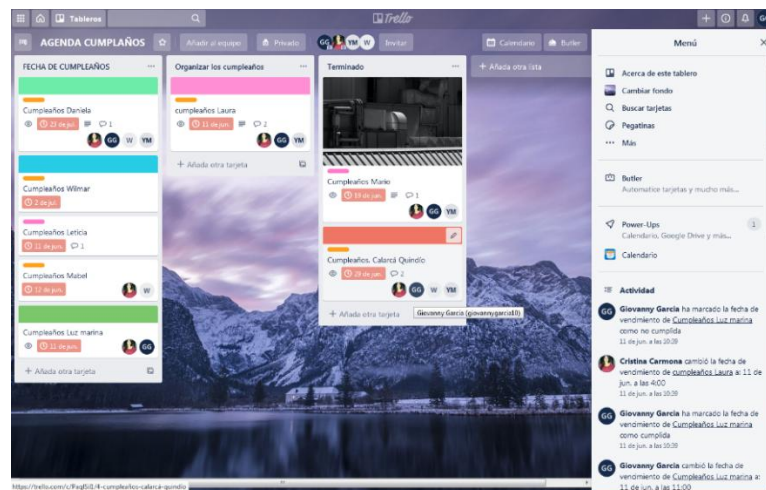 Tableros
Trello
AGENDA CUMPLAÑOS
Añadir al equipo
Privado
GG
YM
W
Invitar
Calendario
Butler
FECHA DE CUMPLEAÑOS
Cumpleaños Daniela
23 de jul.
1
GG
W
YM
Cumpleaños Wilmar
2 de jul.
Cumpleaños Leticia
11 de jun.
1
Cumpleaños Mabel
12 de jun.
W
Cumpleaños Luz marina
11 de jun.
GG
+ Añada otra tarjeta
Organizar los cumpleaños
cumpleaños Laura
11 de jun.
2
GG
YM
+ Añada otra tarjeta
Terminado
Cumpleaños Mario
19 de jun.
1
GG
YM
Cumpleaños. Calarcá Quindío
29 de jun.
2
GG
W
YM
+ Añada otra tarjeta
Giovanny Garcia (giovannygarcia10)
+ Añada otra lista
Menú
Acerca de este tablero
Cambiar fondo
Buscar tarjetas
Pegatinas
Más
Butler
Automatice tarjetas y mucho más...
Power-Ups
1
Calendario, Google Drive y más...
Calendario
Actividad
GG
Giovanny Garcia ha marcado la fecha de
vencimiento de Cumpleaños Luz marina
como no cumplida
11 de jun. a las 10:39
Cristina Carmona cambió la fecha de
vencimiento de cumpleaños Laura a: 11 de
jun. a las 4:00
11 de jun. a las 10:39
GG
Giovanny Garcia ha marcado la fecha de
vencimiento de Cumpleaños Luz marina
como cumplida
11 de jun. a las 10:39
GG
Giovanny Garcia cambió la fecha de
vencimiento de Cumpleaños Luz marina a:
11 de jun. a las 11:00